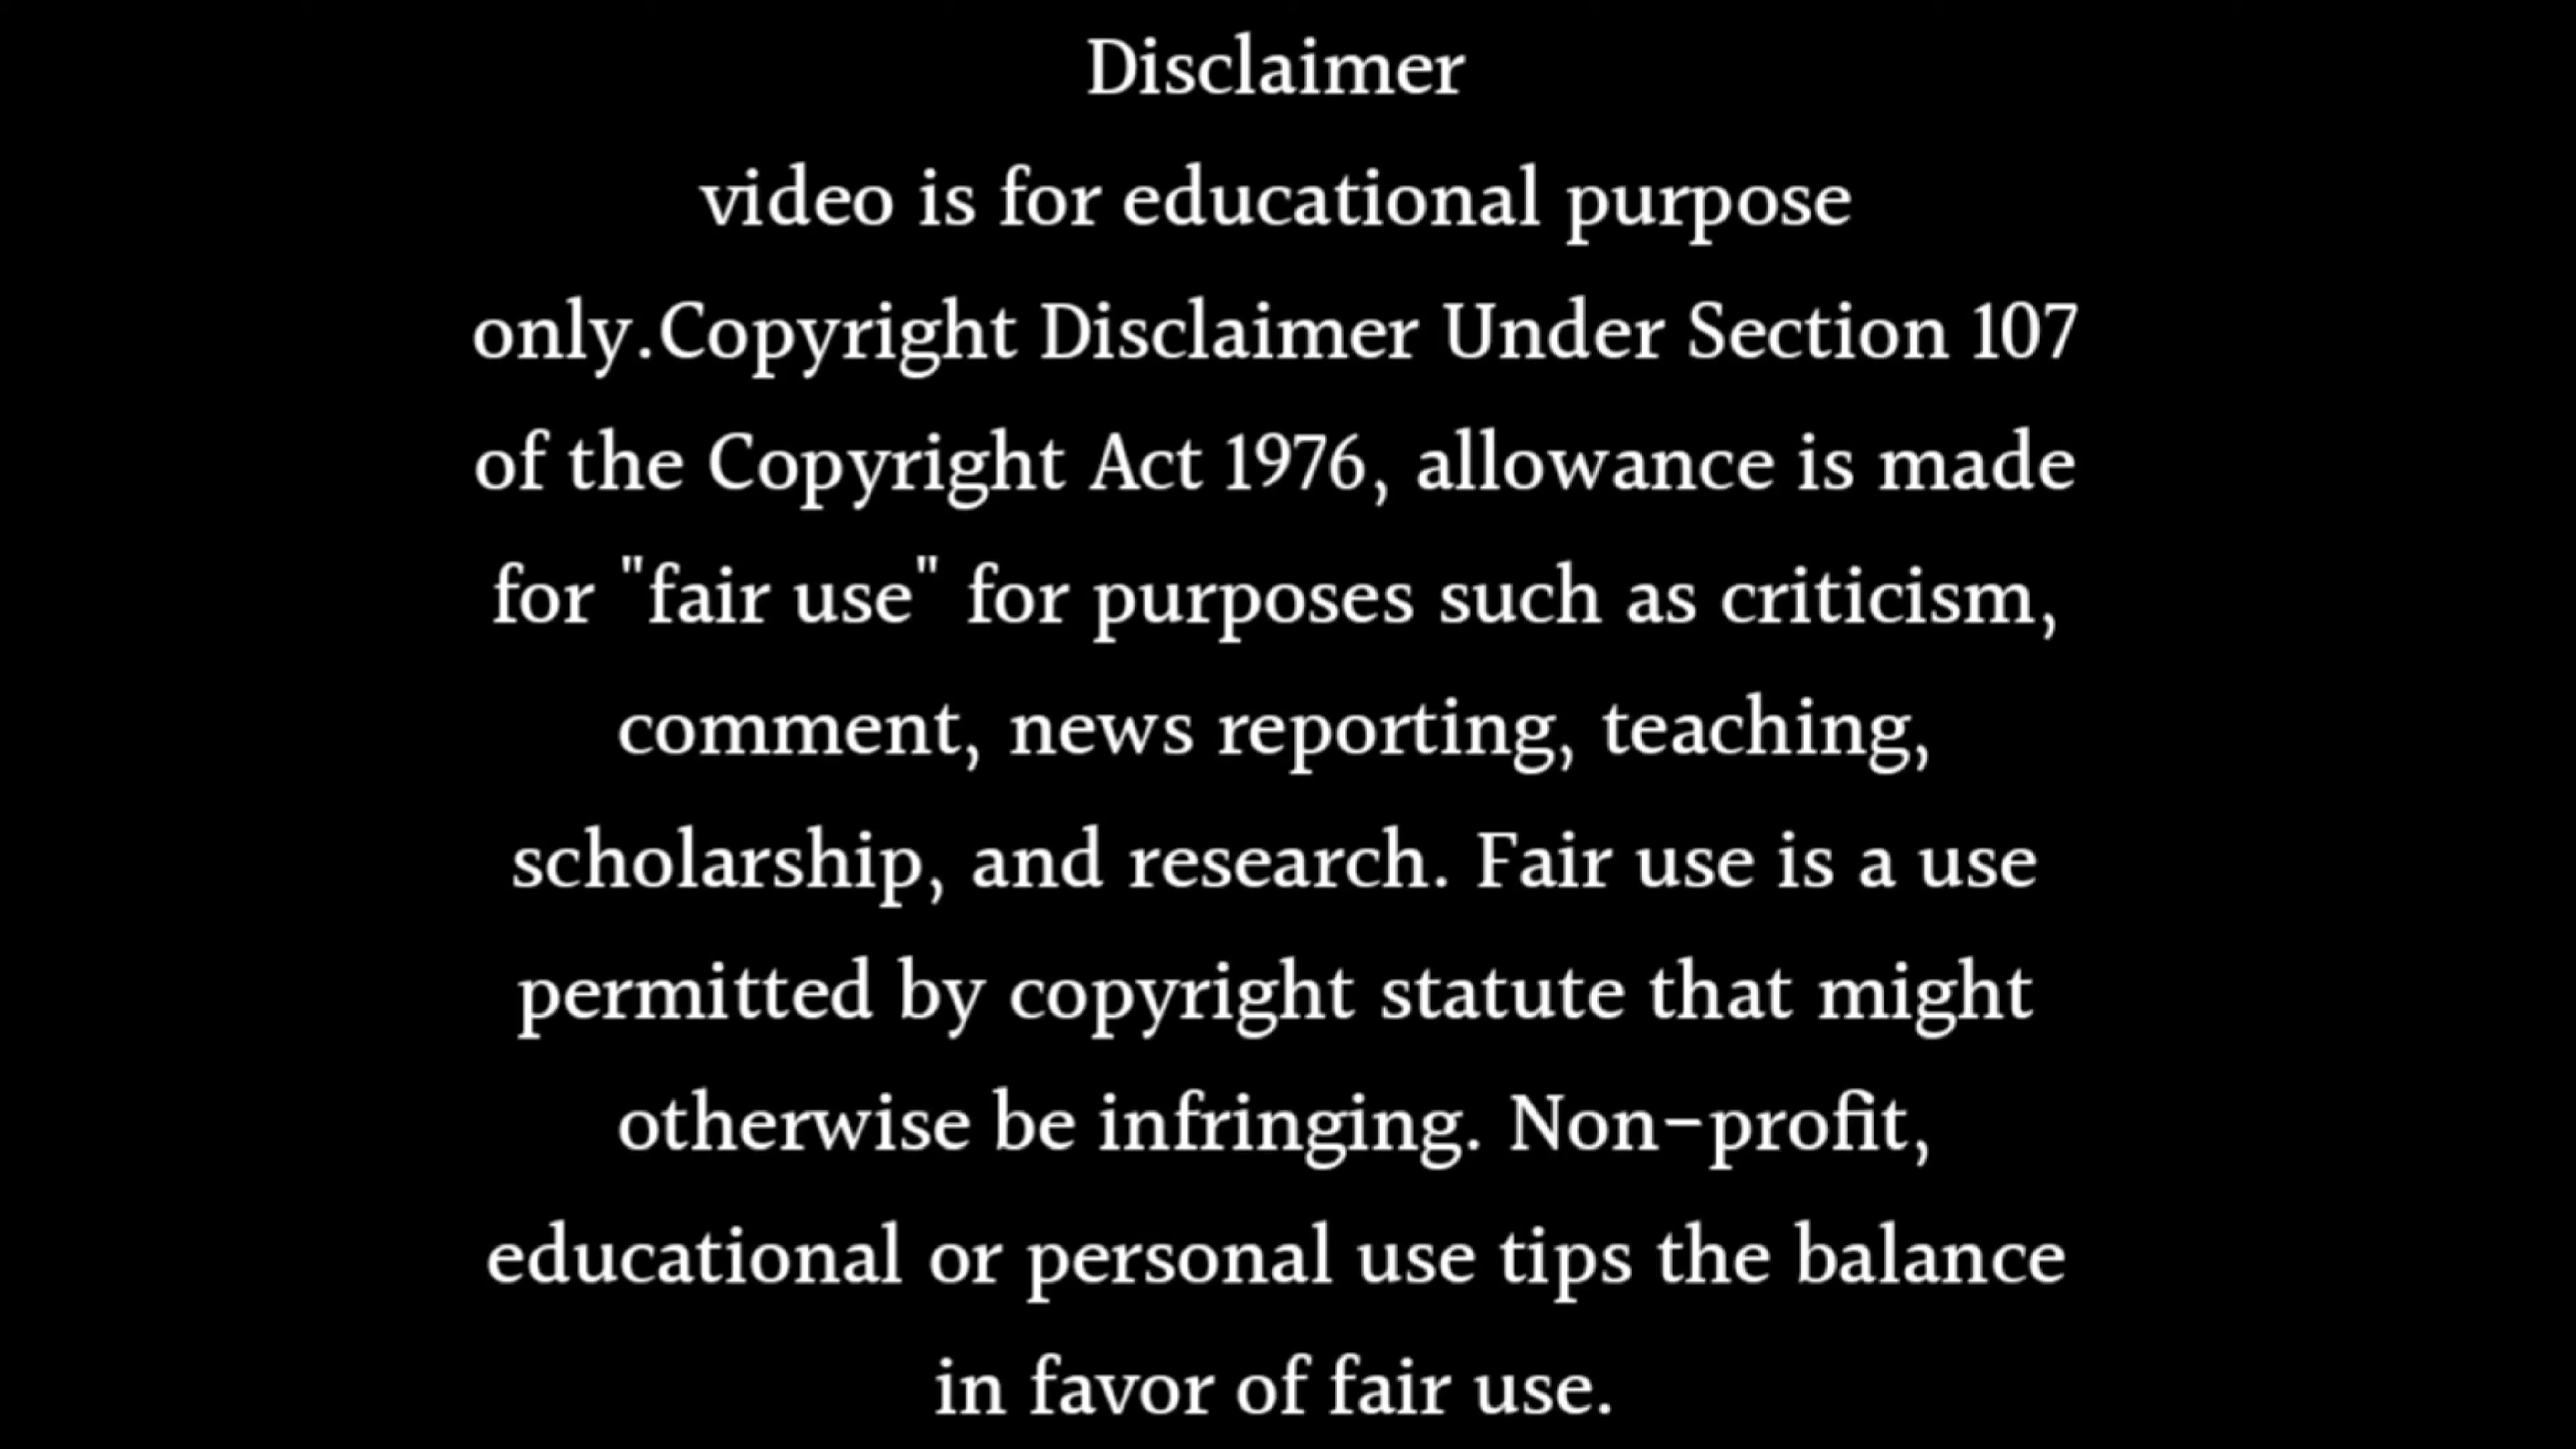 Disclaimer
video is for educational purpose
only.Copyright Disclaimer Under Section 107
of the Copyright Act 1976, allowance is made
for "fair use" for purposes such as criticism,
comment, news reporting, teaching,
scholarship, and research. Fair use is a use
permitted by copyright statute that might
otherwise be infringing. Non-profit,
educational or personal use tips the balance
in favor of fair use.